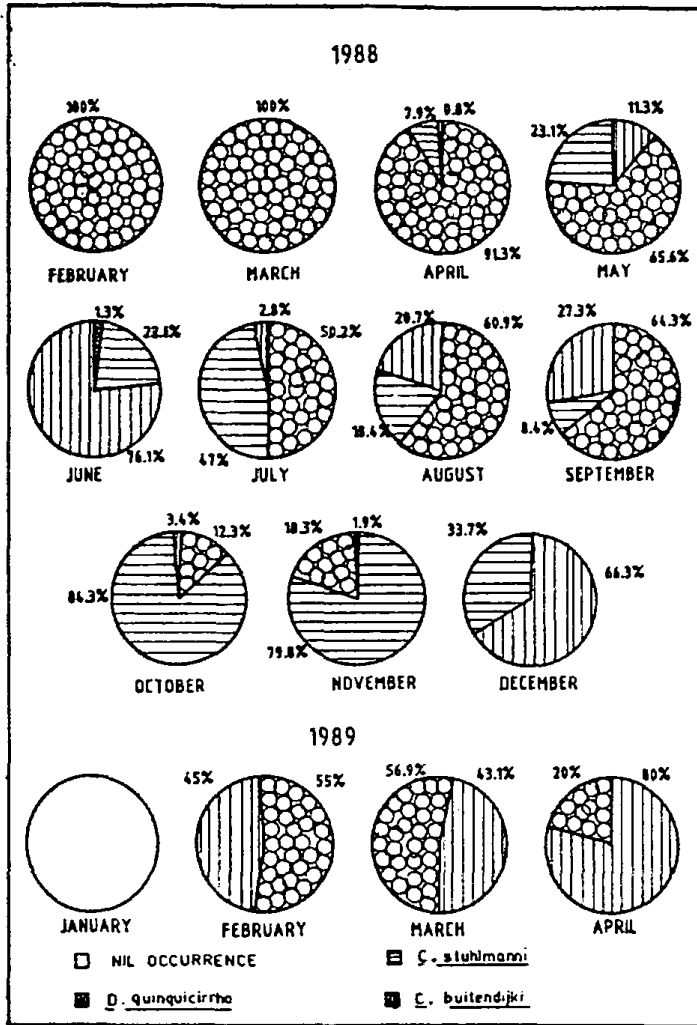 1988
100% 100% 7.9% 0.8% 23.1% 11.3%
91.3% 65.6%
FEBRUARY MARCH APRIL MAY
1.3% 2.8% 50.2% 20.7% 60.9% 27.3% 64.3%
76.1% 47% 18.4% 8.4%
JUNE JULY AUGUST SEPTEMBER
3.4% 12.3% 18.3% 1.9% 33.7%
84.3% 66.3%
79.8%
OCTOBER NOVEMBER DECEMBER
1989
45% 55% 56.9% 43.1% 20% 80%
JANUARY FEBRUARY MARCH APRIL
NIL OCCURRENCE C. stuhlmanni
D. quinquicirrha C. buitendijki